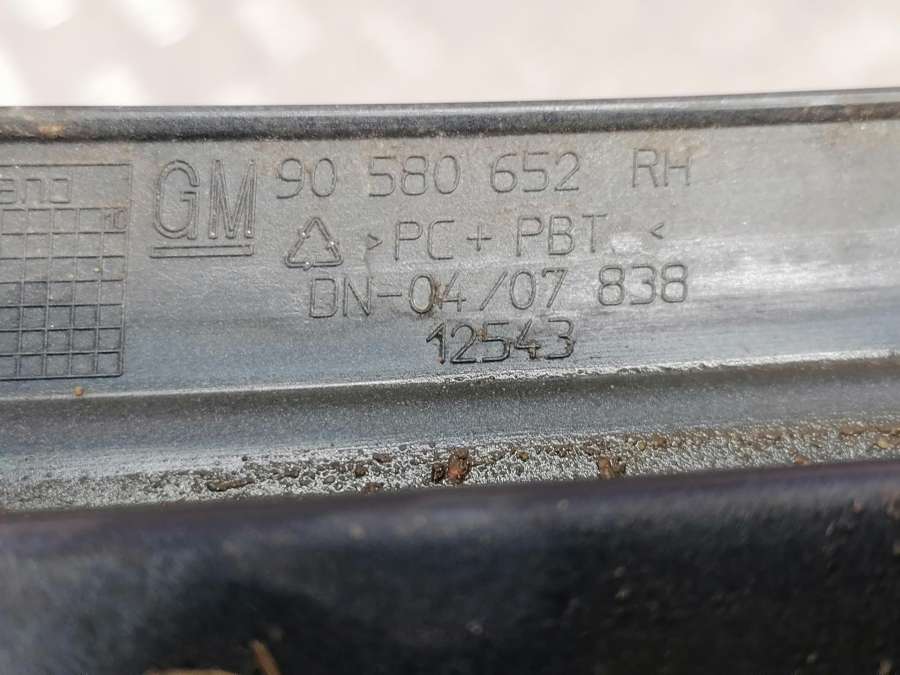 GM 90 580 652 RH
>PC+ PBT <
DN-04/07 838
12543